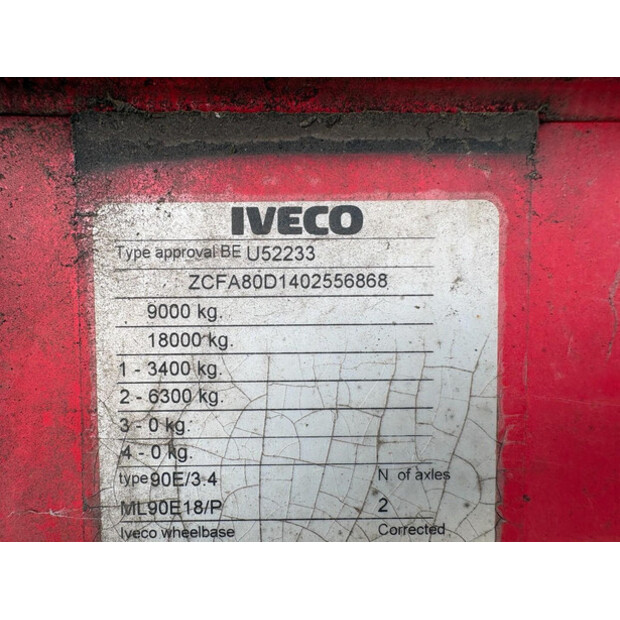 IVECO
Type approval BE U52233
ZCFA80D1402556868
9000 kg.
18000 kg.
1 - 3400 kg.
2 - 6300 kg.
3 - 0 kg.
4 - 0 kg.
type 90E/3.4 N of axles
ML90E18/P 2
Iveco wheelbase Corrected